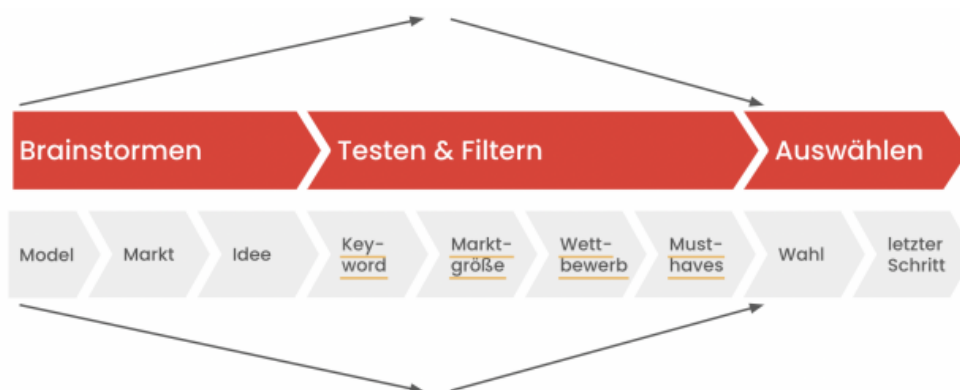 Brainstormen
Testen & Filtern
Auswählen
Model
Markt
Idee
Key-
word
Markt-
größe
Wett-
bewerb
Must-
haves
Wahl
letzter
Schritt